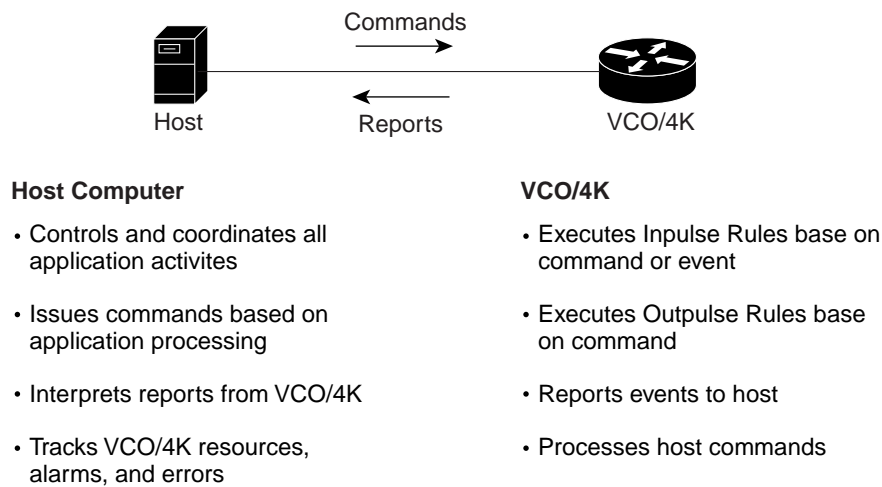 Commands
Host
Reports
VCO/4K
Host Computer
• Controls and coordinates all
application activites
• Issues commands based on
application processing
• Interprets reports from VCO/4K
• Tracks VCO/4K resources,
alarms, and errors
VCO/4K
• Executes Inpulse Rules base on
command or event
• Executes Outpulse Rules base
on command
• Reports events to host
• Processes host commands